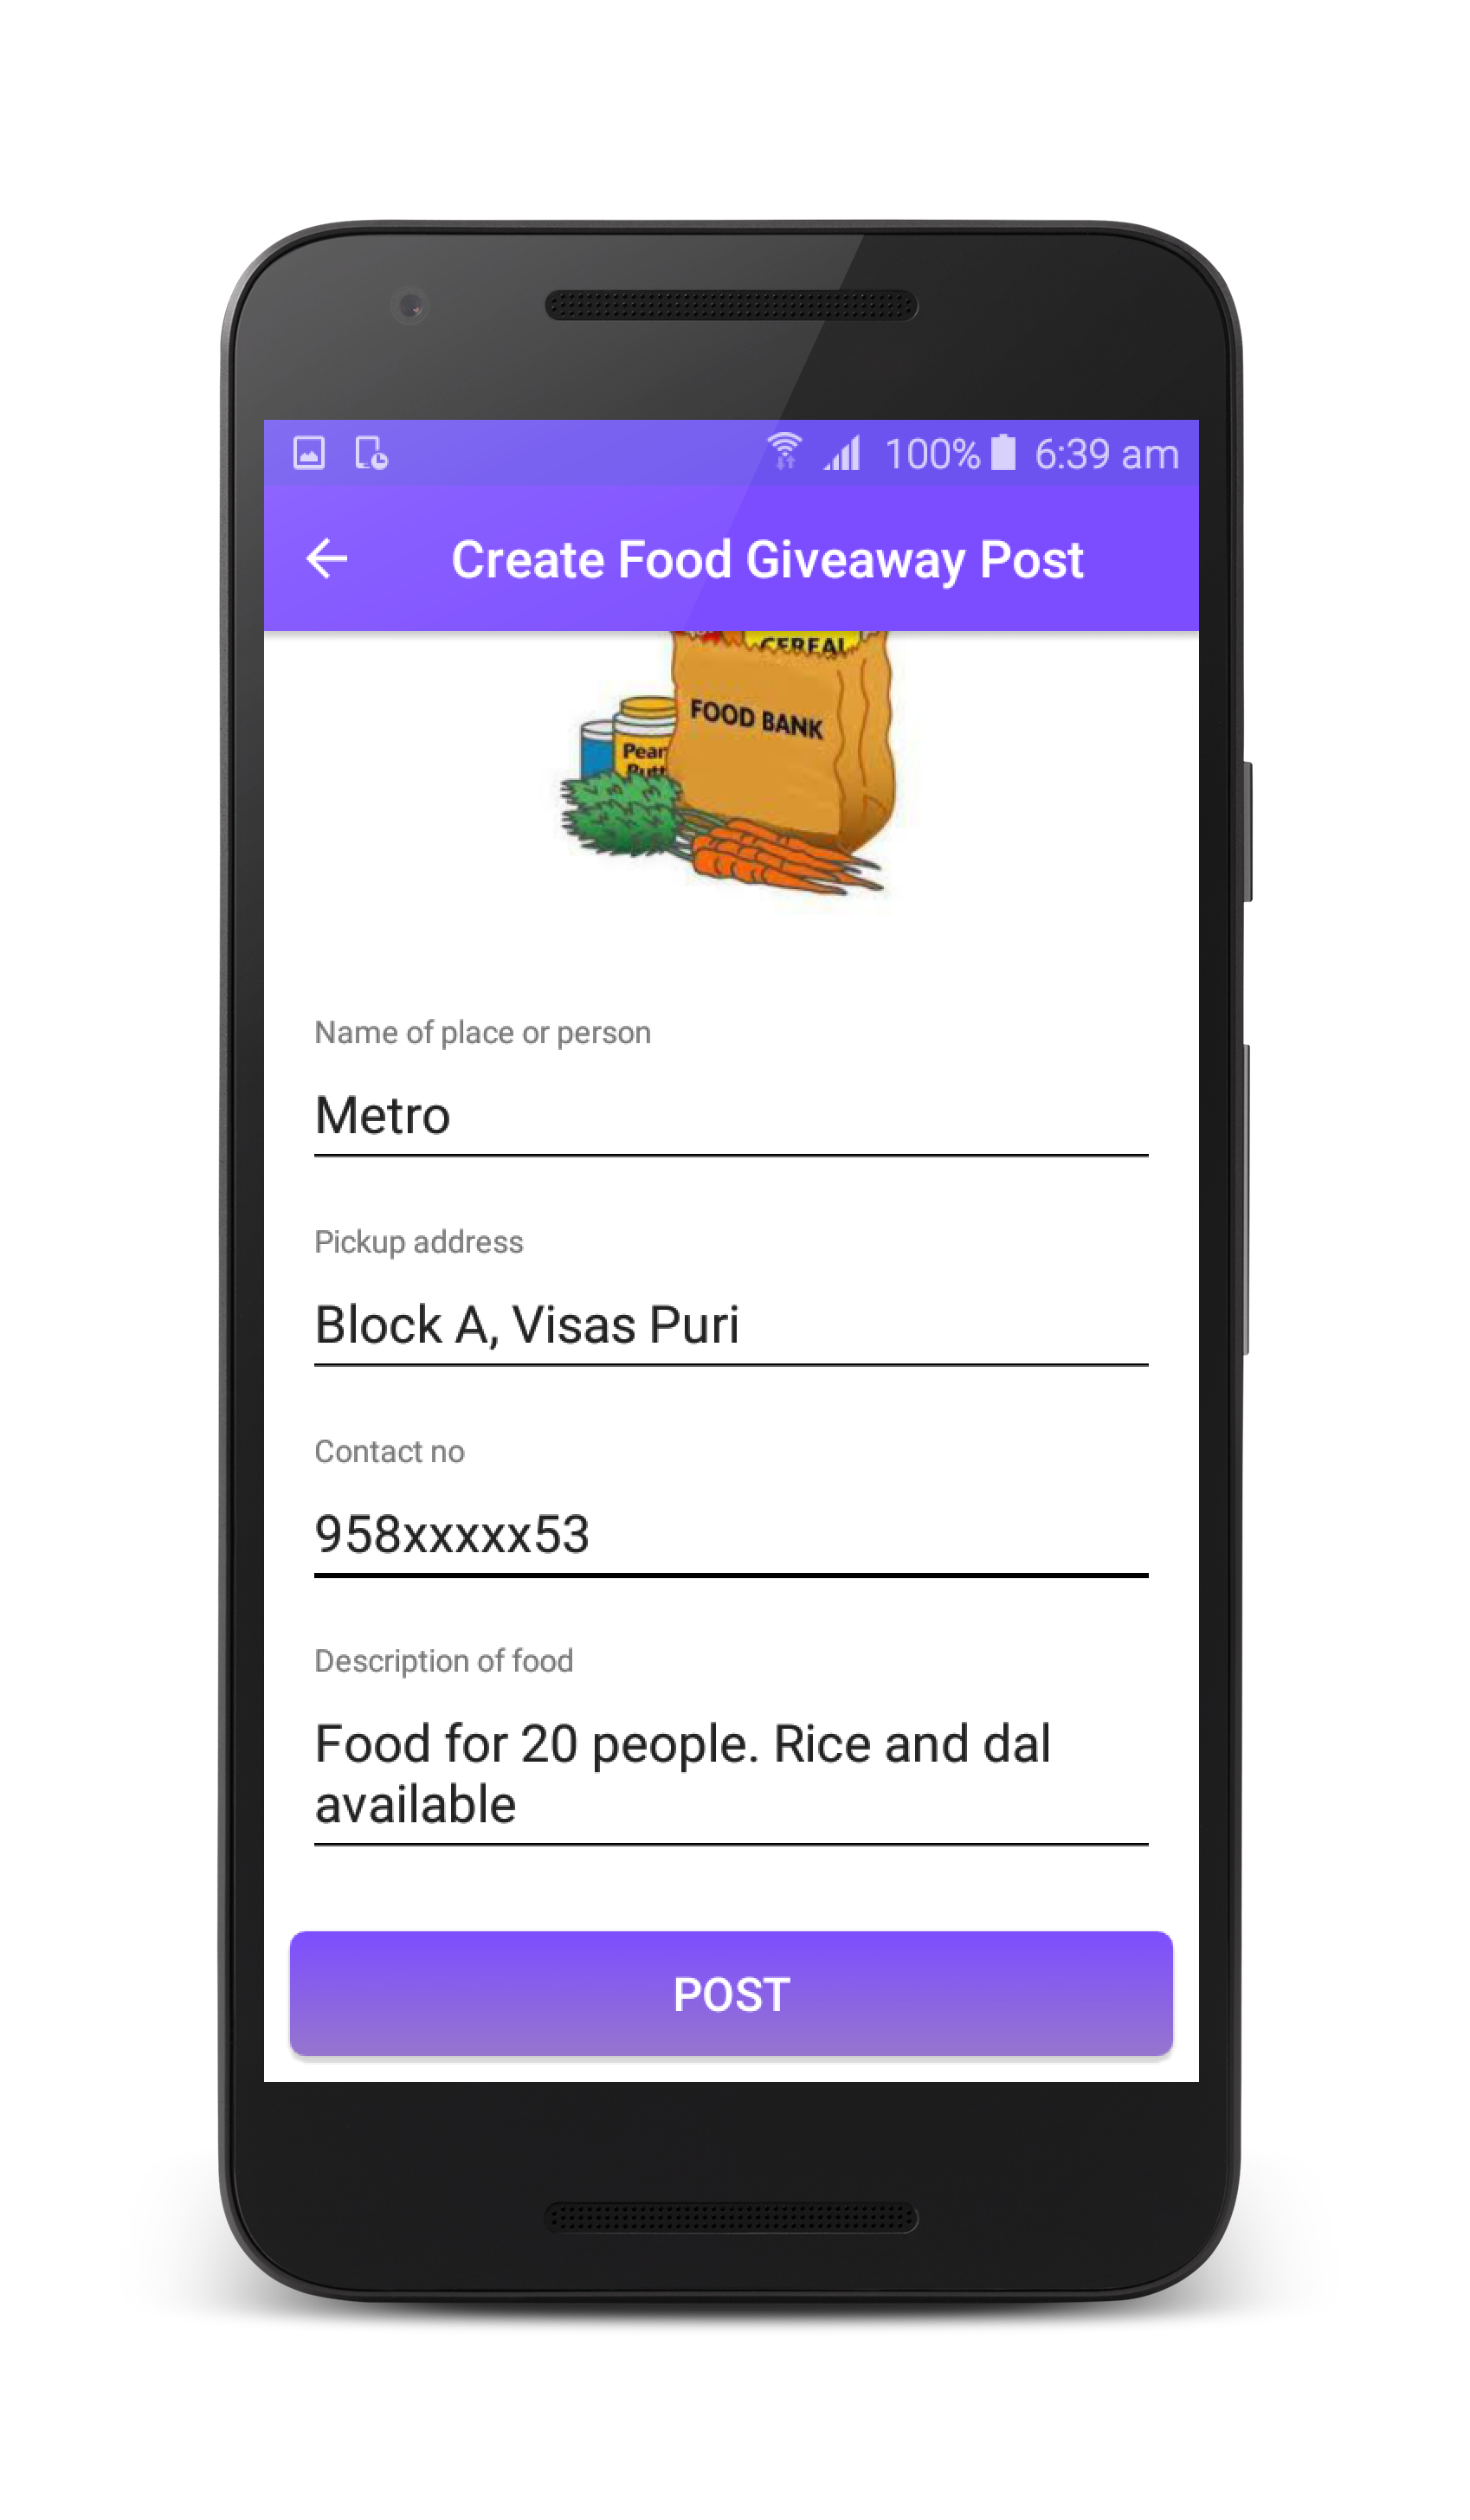 100% 6:39 am
Create Food Giveaway Post
CEREAL
FOOD BANK
Pean
Butt
Name of place or person
Metro
Pickup address
Block A, Visas Puri
Contact no
958xxxxx53
Description of food
Food for 20 people. Rice and dal
available
POST